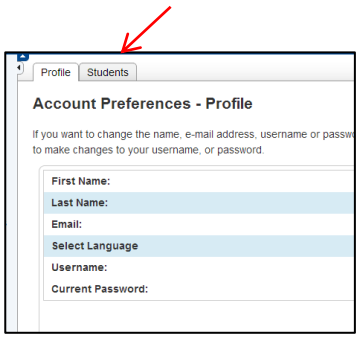 Profile Students
Account Preferences - Profile
If you want to change the name, e-mail address, username or
to make changes to your username, or password.
First Name:
Last Name:
Email:
Select Language
Username:
Current Password: